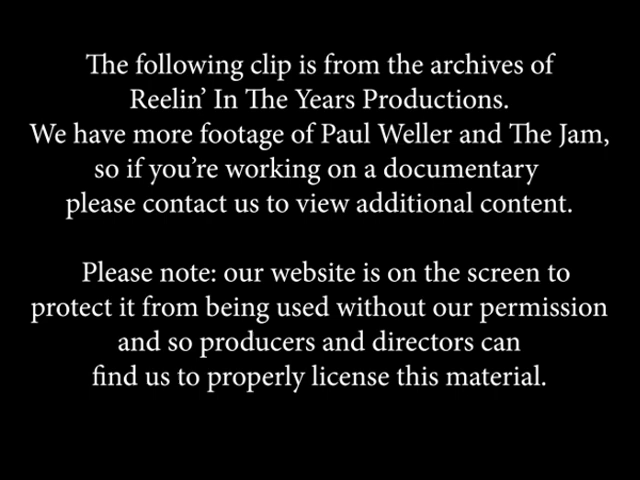 The following clip is from the archives of
Reelin’ In The Years Productions.
We have more footage of Paul Weller and The Jam,
so if you’re working on a documentary
please contact us to view additional content.
Please note: our website is on the screen to
protect it from being used without our permission
and so producers and directors can
find us to properly license this material.